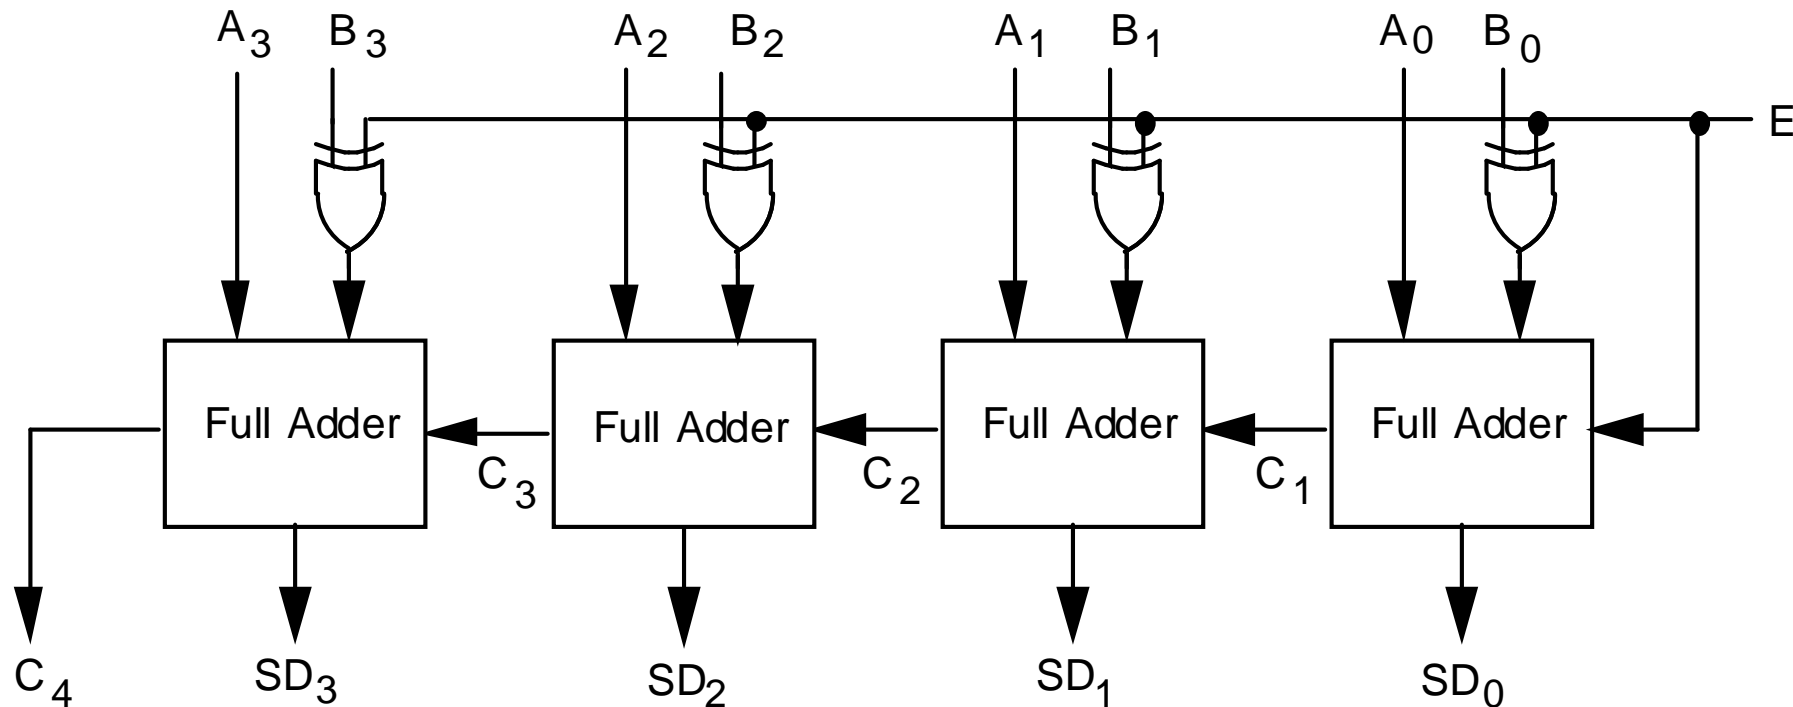 A3 B3 A2 B2 A1 B1 A0 B0
E
Full Adder Full Adder Full Adder Full Adder
C3 C2 C1
C4 SD3 SD2 SD1 SD0